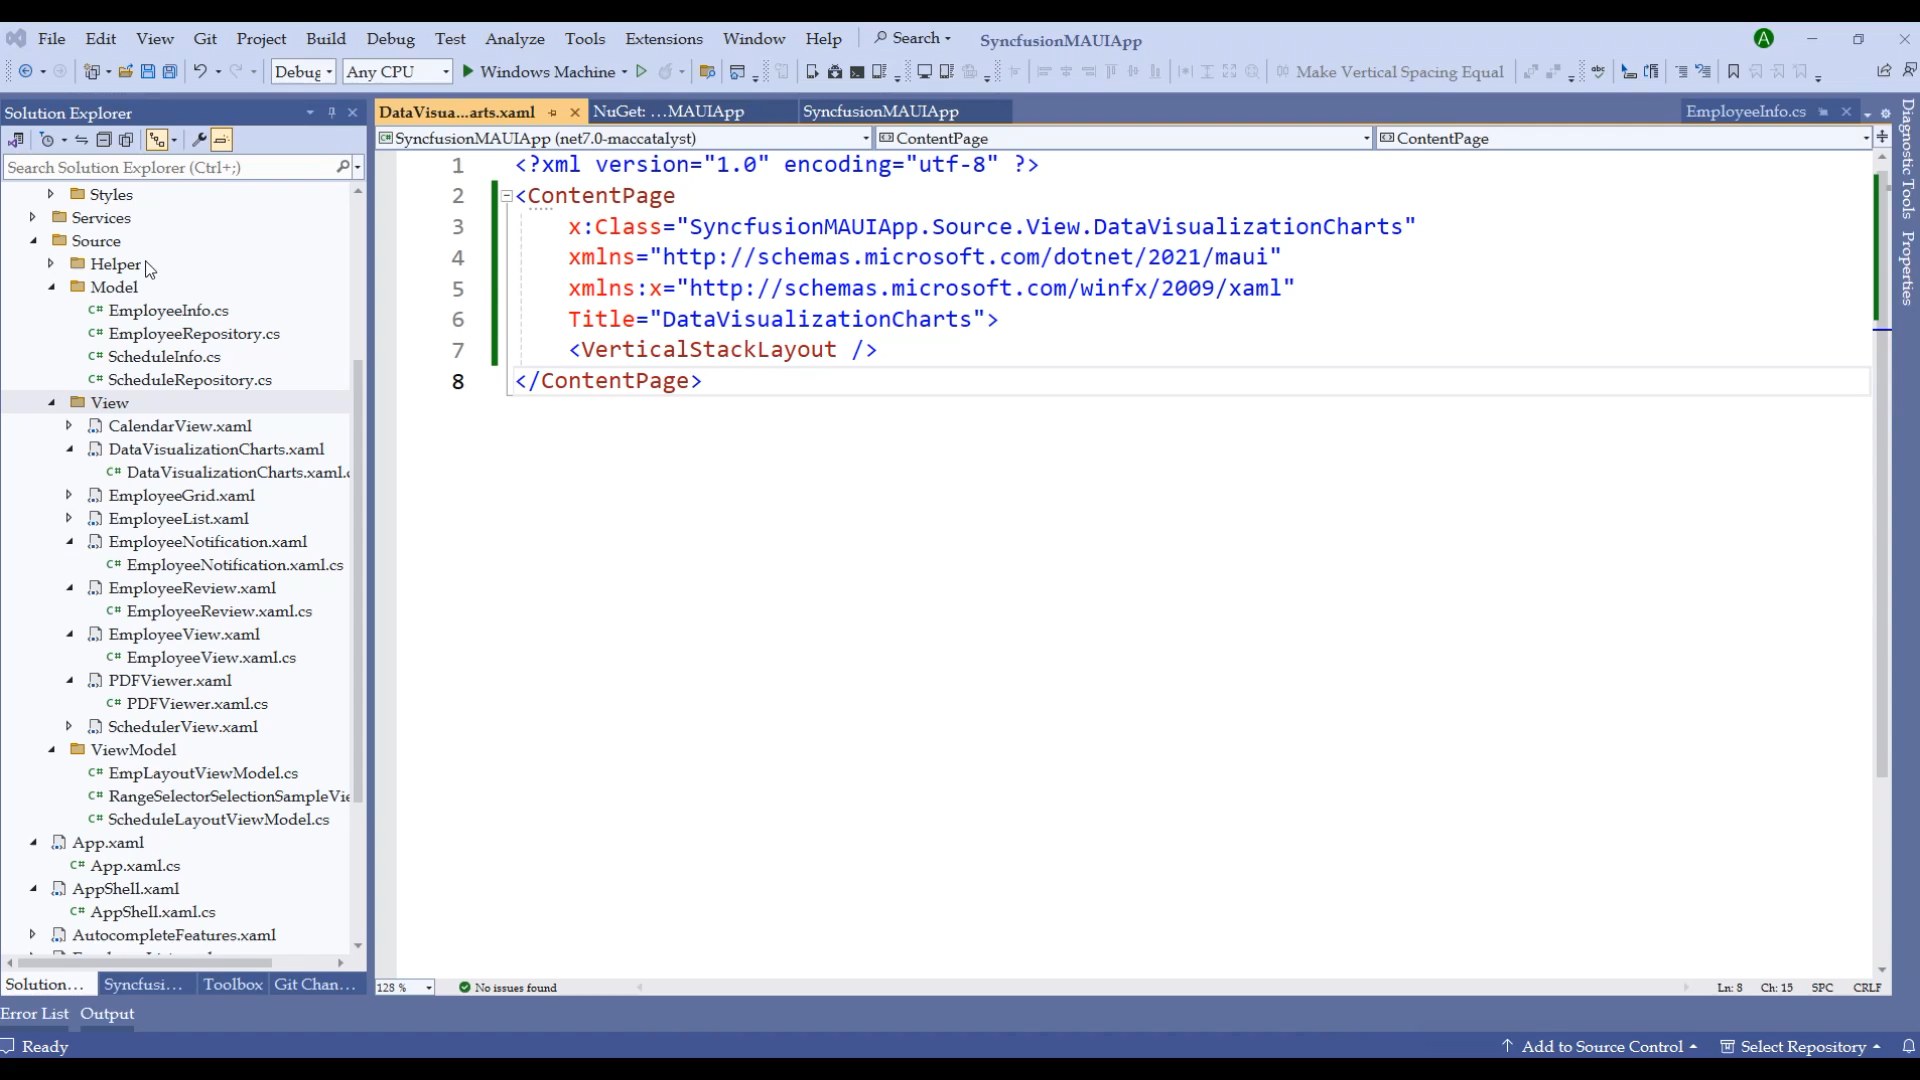 File Edit View Git Project Build Debug Test Analyze Tools Extensions Window Help Search SyncfusionMAUIApp A
Debug Any CPU Windows Machine Make Vertical Spacing Equal
Solution Explorer
Search Solution Explorer (Ctrl+;)
Styles
Services
Source
Helper
Model
EmployeeInfo.cs
EmployeeRepository.cs
ScheduleInfo.cs
ScheduleRepository.cs
View
CalendarView.xaml
DataVisualizationCharts.xaml
DataVisualizationCharts.xaml.c
EmployeeGrid.xaml
EmployeeList.xaml
EmployeeNotification.xaml
EmployeeNotification.xaml.cs
EmployeeReview.xaml
EmployeeReview.xaml.cs
EmployeeView.xaml
EmployeeView.xaml.cs
PDFViewer.xaml
PDFViewer.xaml.cs
SchedulerView.xaml
ViewModel
EmpLayoutViewModel.cs
RangeSelectorSelectionSampleVie
ScheduleLayoutViewModel.cs
App.xaml
App.xaml.cs
AppShell.xaml
AppShell.xaml.cs
AutocompleteFeatures.xaml
Solution... Syncfusi... Toolbox Git Chan...
DataVisua...arts.xaml NuGet: ...MAUIApp SyncfusionMAUIApp EmployeeInfo.cs
SyncfusionMAUIApp (net7.0-maccatalyst) ContentPage ContentPage
1 <?xml version="1.0" encoding="utf-8" ?>
2 <ContentPage
3 x:Class="SyncfusionMAUIApp.Source.View.DataVisualizationCharts"
4 xmlns="http://schemas.microsoft.com/dotnet/2021/maui"
5 xmlns:x="http://schemas.microsoft.com/winfx/2009/xaml"
6 Title="DataVisualizationCharts">
7 <VerticalStackLayout />
8 </ContentPage>
128 % No issues found Ln: 8 Ch: 15 SPC CRLF
Diagnostic Tools Properties
Error List Output
Ready Add to Source Control Select Repository